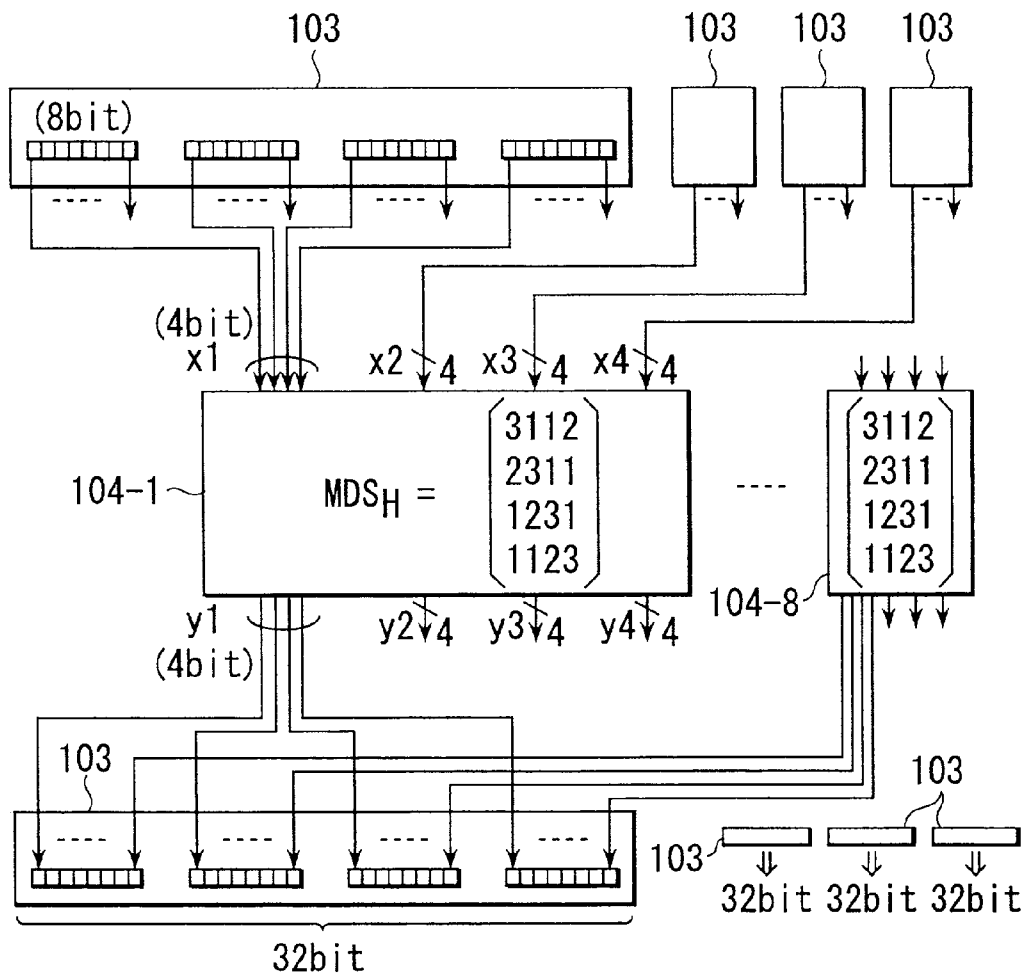 103 103 103 103
(8bit)
---- ---- ---- ---- --- --- ---
(4bit)
x1 x2 4 x3 4 x4 4
104-1
MDSH =
3112
2311
1231
1123
----
3112
2311
1231
1123
104-8
y1 y2 4 y3 4 y4 4
(4bit)
103
---- ---- ---- ----
103
103
32bit 32bit 32bit
32bit